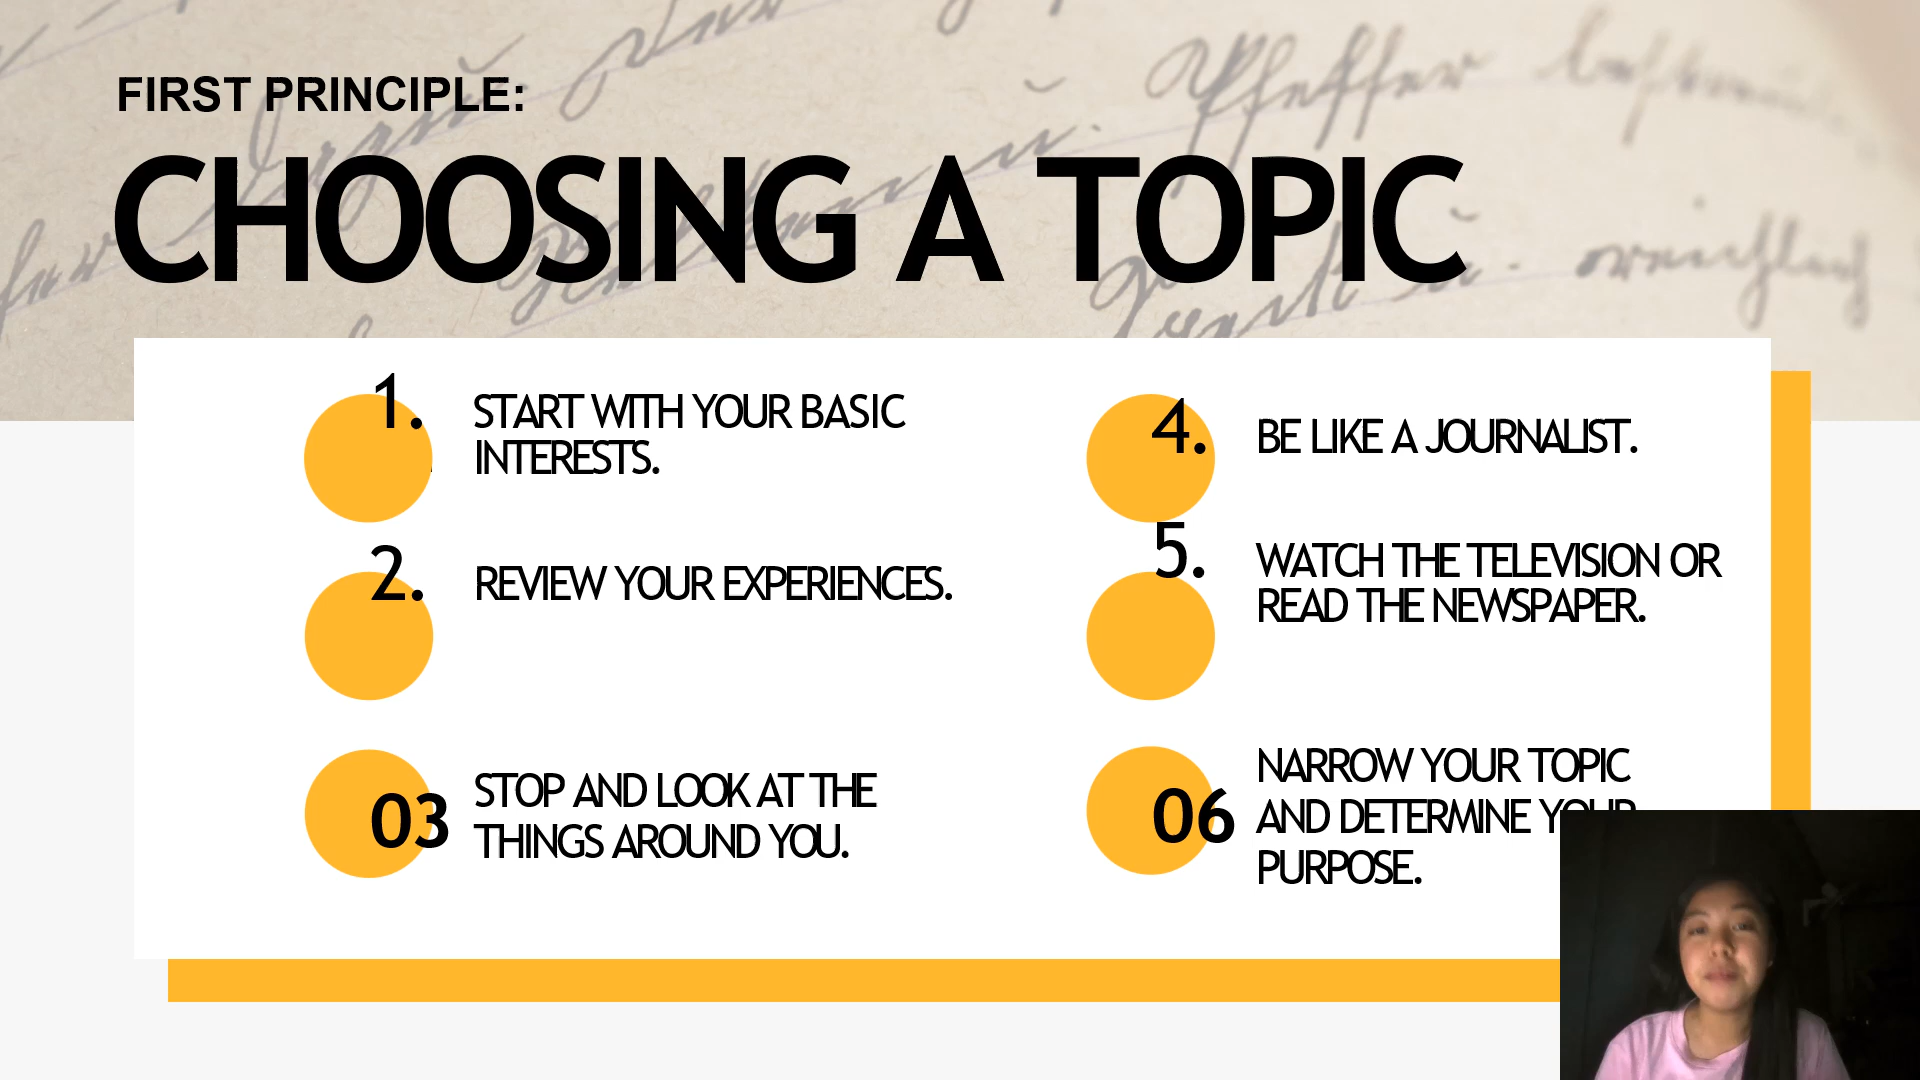 FIRST PRINCIPLE:
CHOOSING A TOPIC
1. START WITH YOUR BASIC
INTERESTS.
2. REVIEW YOUR EXPERIENCES.
03 STOP AND LOOK AT THE
THINGS AROUND YOU.
4. BE LIKE A JOURNALIST.
5. WATCH THE TELEVISION OR
READ THE NEWSPAPER.
NARROW YOUR TOPIC
06 AND DETERMINE YOUR
PURPOSE.